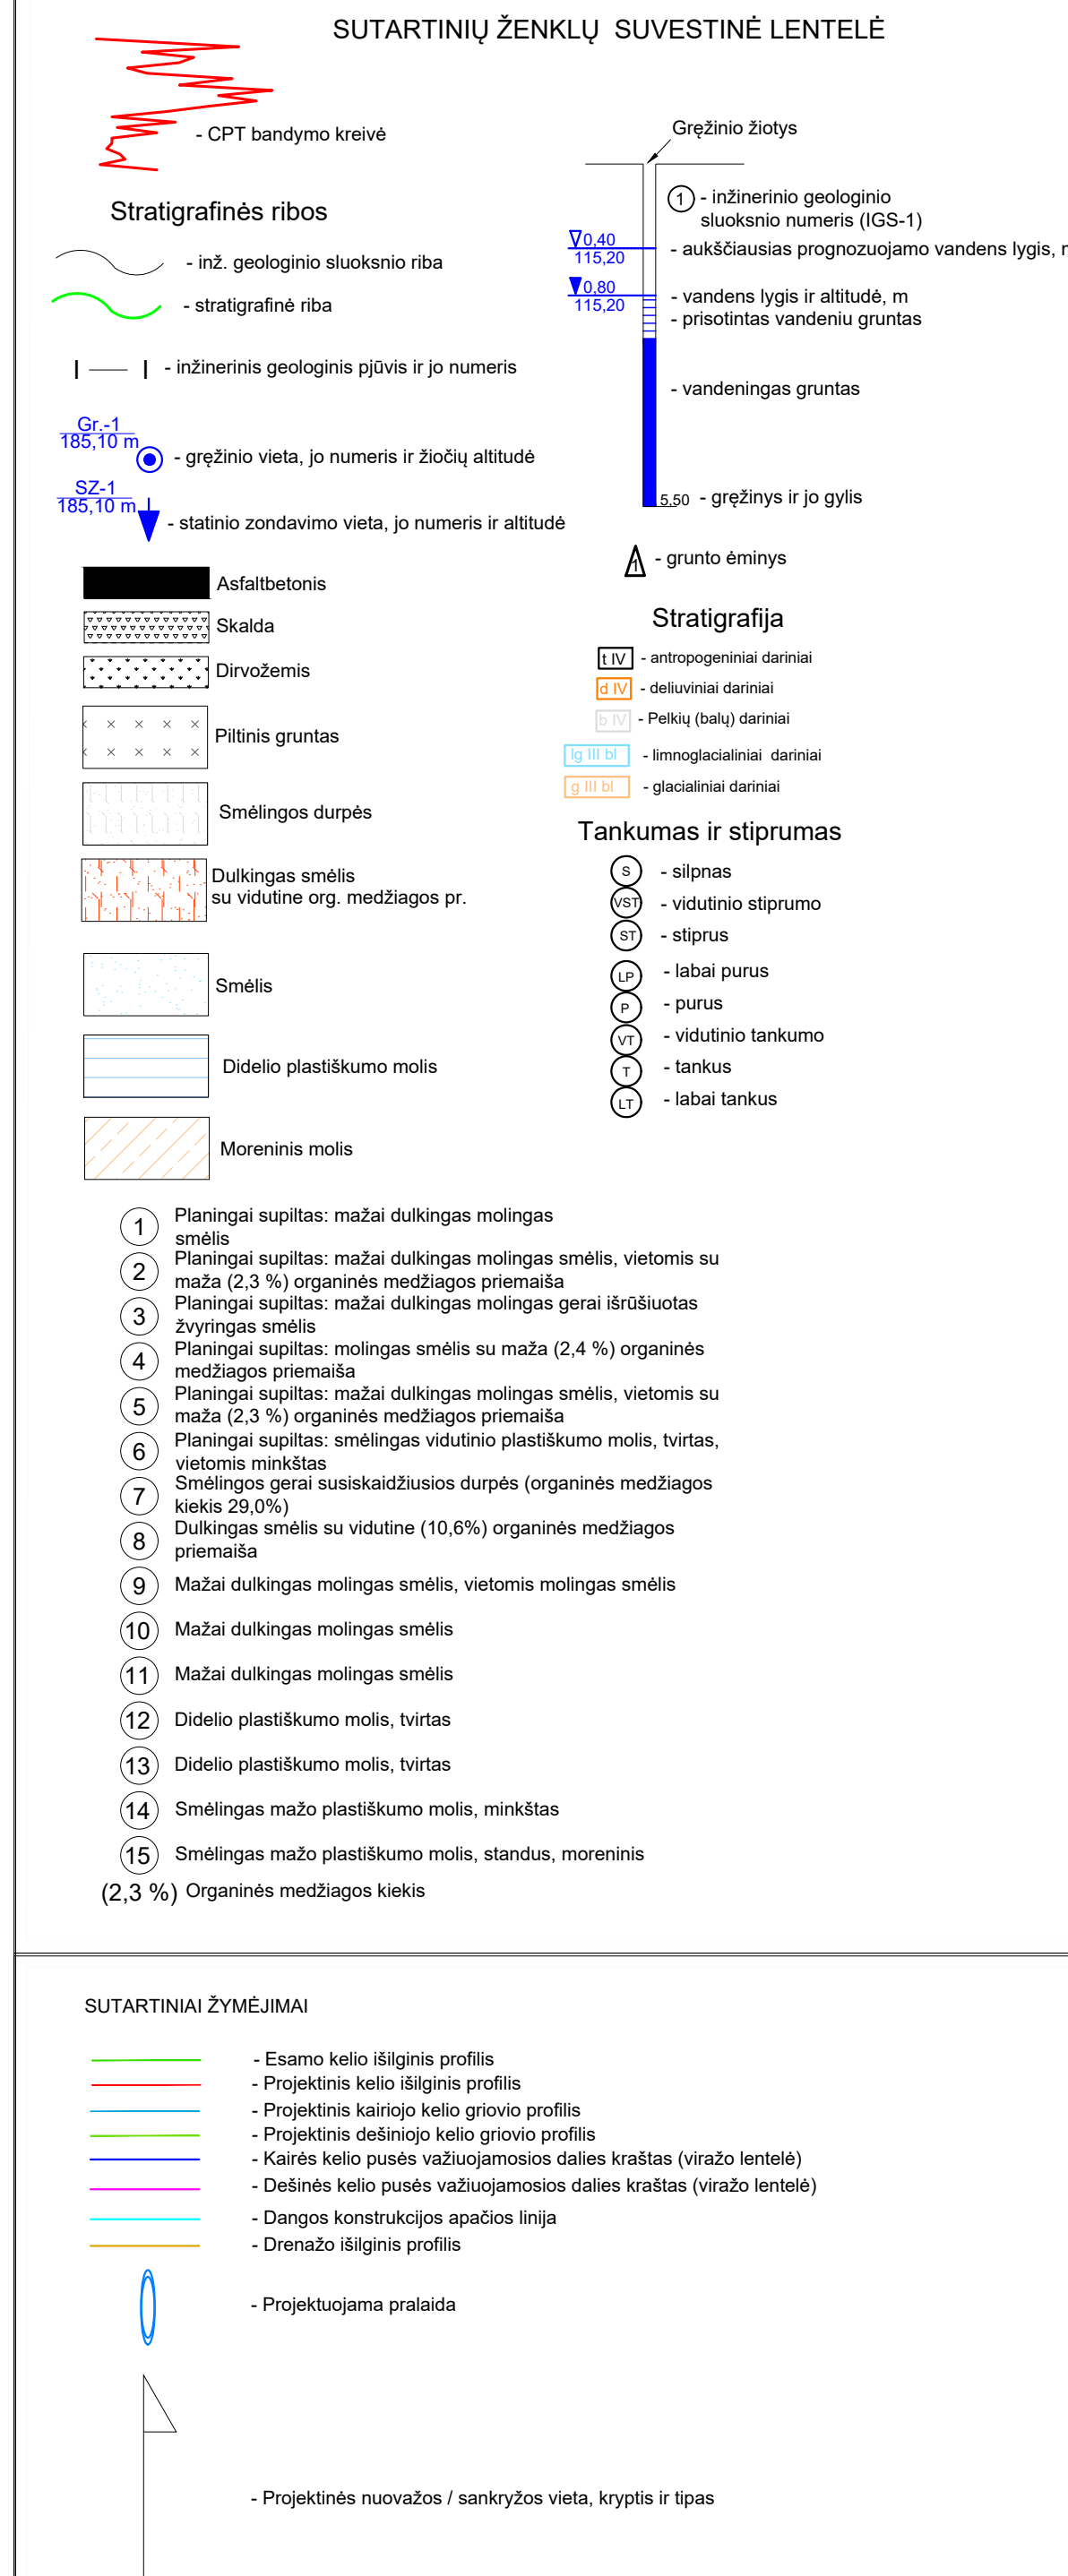 SUTARTINIŲ ŽENKLŲ SUVESTINĖ LENTELĖ
- CPT bandymo kreivė
Stratigrafinės ribos
- inž. geologinio sluoksnio riba
- stratigrafinė riba
- inžinerinis geologinis pjūvis ir jo numeris
Gr.-1
185,10 m
- gręžinio vieta, jo numeris ir žiočių altitudė
SZ-1
185,10 m
- statinio zondavimo vieta, jo numeris ir altitudė
Asfaltbetonis
Skalda
Dirvožemis
Piltinis gruntas
Smėlingos durpės
Dulkingas smėlis
su vidutine org. medžiagos pr.
Smėlis
Didelio plastiškumo molis
Moreninis molis
Gręžinio žiotys
1 - inžinerinio geologinio
sluoksnio numeris (IGS-1)
0,40
115,20
- aukščiausias prognozuojamo vandens lygis,
0,80
115,20
- vandens lygis ir altitudė, m
- prisotintas vandeniu gruntas
- vandeningas gruntas
5,50 - gręžinys ir jo gylis
1 - grunto ėminys
Stratigrafija
t IV - antropogeniniai dariniai
d IV - deliuviniai dariniai
b IV - Pelkių (balų) dariniai
lg III bl - limnoglacialiniai dariniai
g III bl - glacialiniai dariniai
Tankumas ir stiprumas
S - silpnas
VST - vidutinio stiprumo
ST - stiprus
LP - labai purus
P - purus
VT - vidutinio tankumo
T - tankus
LT - labai tankus
1 Planingai supiltas: mažai dulkingas molingas
smėlis
2 Planingai supiltas: mažai dulkingas molingas smėlis, vietomis su
maža (2,3 %) organinės medžiagos priemaiša
3 Planingai supiltas: mažai dulkingas molingas gerai išrūšiuotas
žvyringas smėlis
4 Planingai supiltas: molingas smėlis su maža (2,4 %) organinės
medžiagos priemaiša
5 Planingai supiltas: mažai dulkingas molingas smėlis, vietomis su
maža (2,3 %) organinės medžiagos priemaiša
6 Planingai supiltas: smėlingas vidutinio plastiškumo molis, tvirtas,
vietomis minkštas
7 Smėlingos gerai susiskaidžiusios durpės (organinės medžiagos
kiekis 29,0%)
8 Dulkingas smėlis su vidutine (10,6%) organinės medžiagos
priemaiša
9 Mažai dulkingas molingas smėlis, vietomis molingas smėlis
10 Mažai dulkingas molingas smėlis
11 Mažai dulkingas molingas smėlis
12 Didelio plastiškumo molis, tvirtas
13 Didelio plastiškumo molis, tvirtas
14 Smėlingas mažo plastiškumo molis, minkštas
15 Smėlingas mažo plastiškumo molis, standus, moreninis
(2,3 %) Organinės medžiagos kiekis
SUTARTINIAI ŽYMĖJIMAI
- Esamo kelio išilginis profilis
- Projektinis kelio išilginis profilis
- Projektinis kairiojo kelio griovio profilis
- Projektinis dešiniojo kelio griovio profilis
- Kairės kelio pusės važiuojamosios dalies kraštas (viražo lentelė)
- Dešinės kelio pusės važiuojamosios dalies kraštas (viražo lentelė)
- Dangos konstrukcijos apačios linija
- Drenažo išilginis profilis
- Projektuojama pralaida
- Projektinės nuovažos / sankryžos vieta, kryptis ir tipas